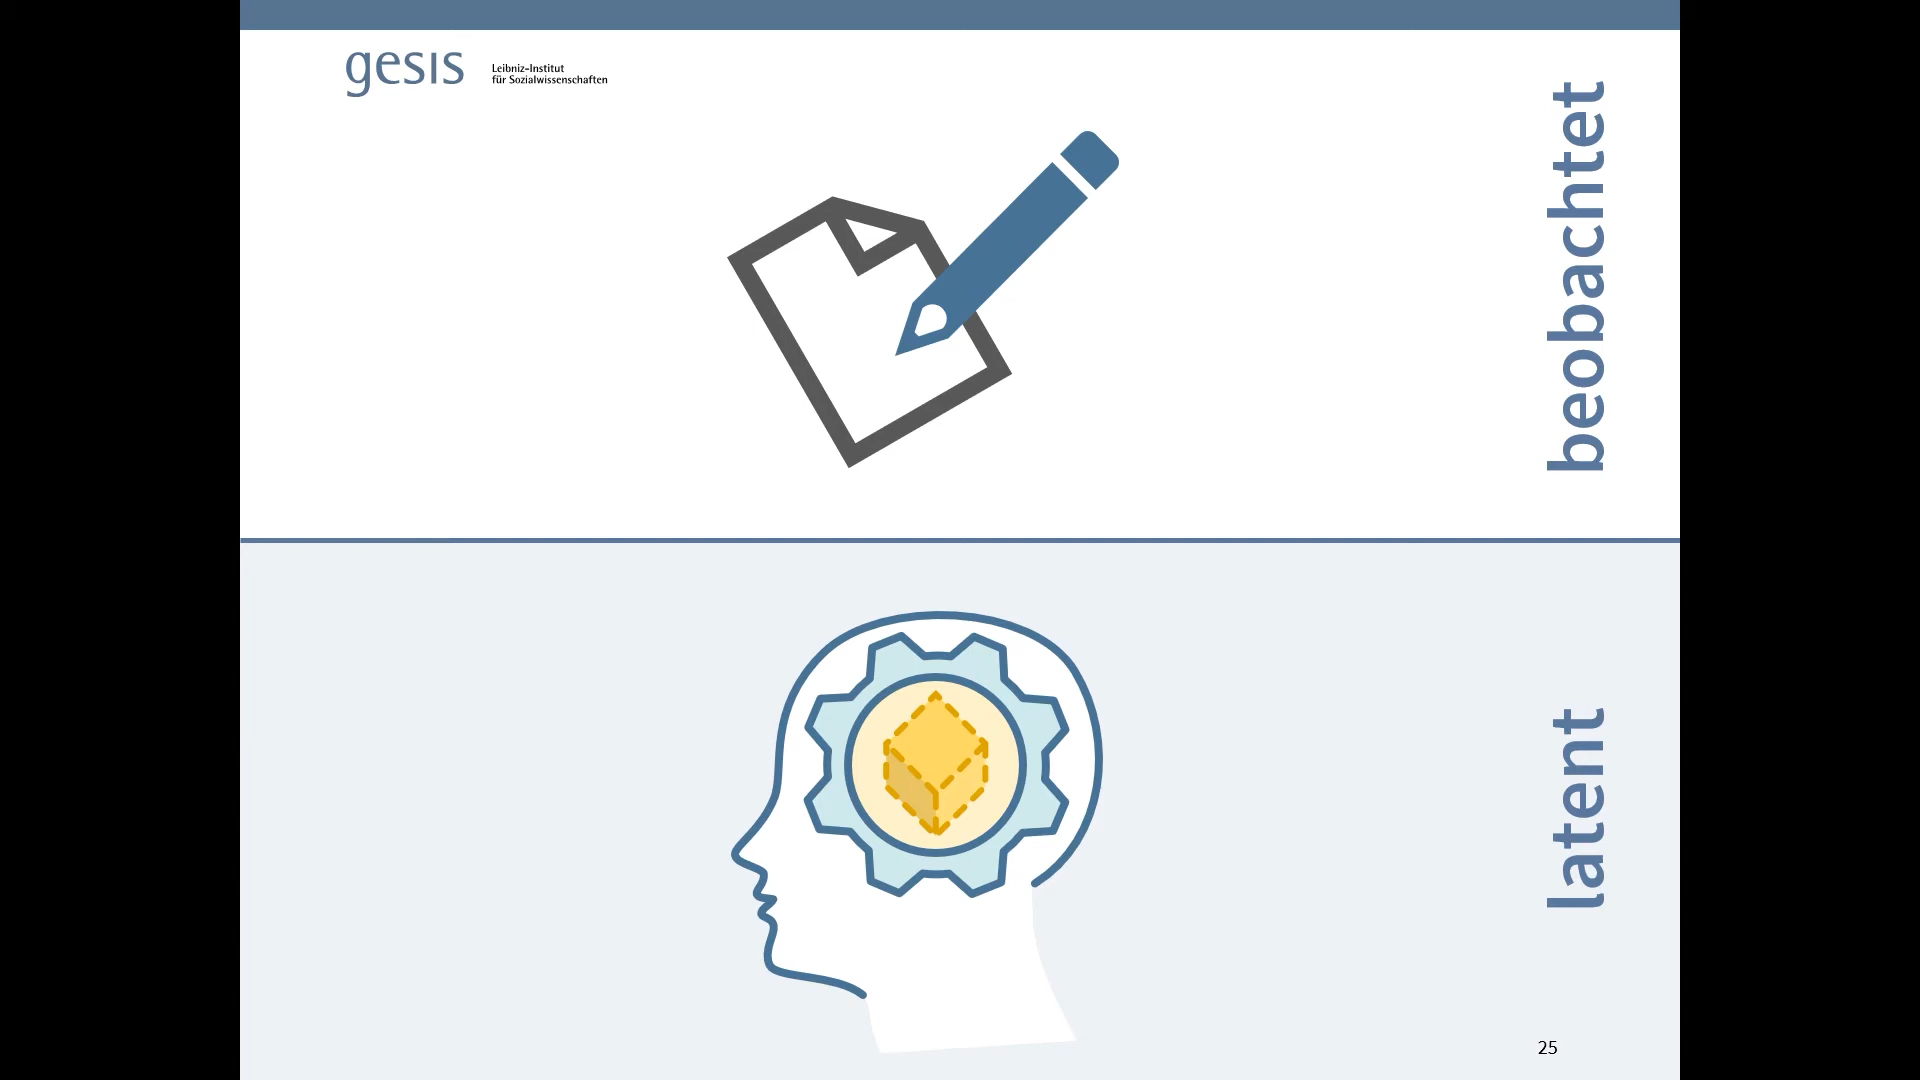 gesis
Leibniz-Institut
für Sozialwissenschaften
beobachtet
latent
25